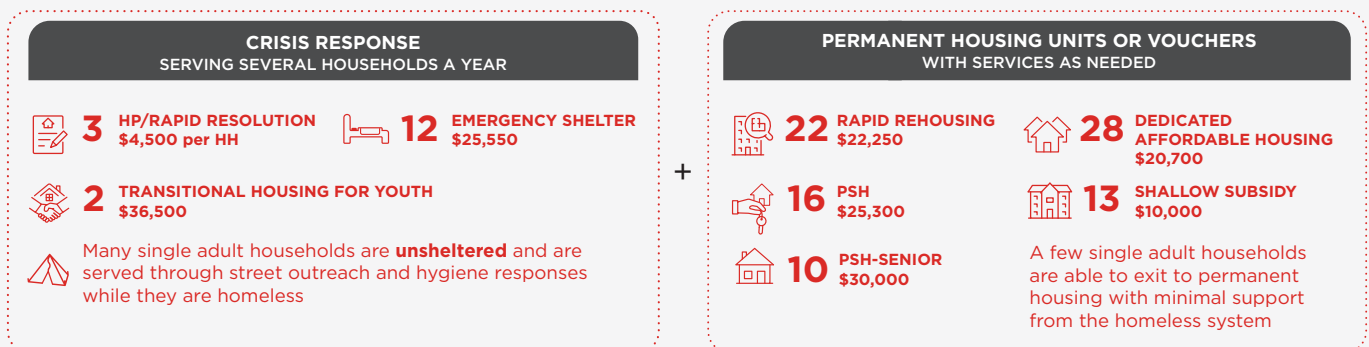 CRISIS RESPONSE
SERVING SEVERAL HOUSEHOLDS A YEAR
3 HP/RAPID RESOLUTION
$4,500 per HH
12 EMERGENCY SHELTER
$25,550
2 TRANSITIONAL HOUSING FOR YOUTH
$36,500
Many single adult households are unsheltered and are
served through street outreach and hygiene responses
while they are homeless
+
PERMANENT HOUSING UNITS OR VOUCHERS
WITH SERVICES AS NEEDED
22 RAPID REHOUSING
$22,250
28 DEDICATED
AFFORDABLE HOUSING
$20,700
16 PSH
$25,300
13 SHALLOW SUBSIDY
$10,000
10 PSH-SENIOR
$30,000
A few single adult households
are able to exit to permanent
housing with minimal support
from the homeless system